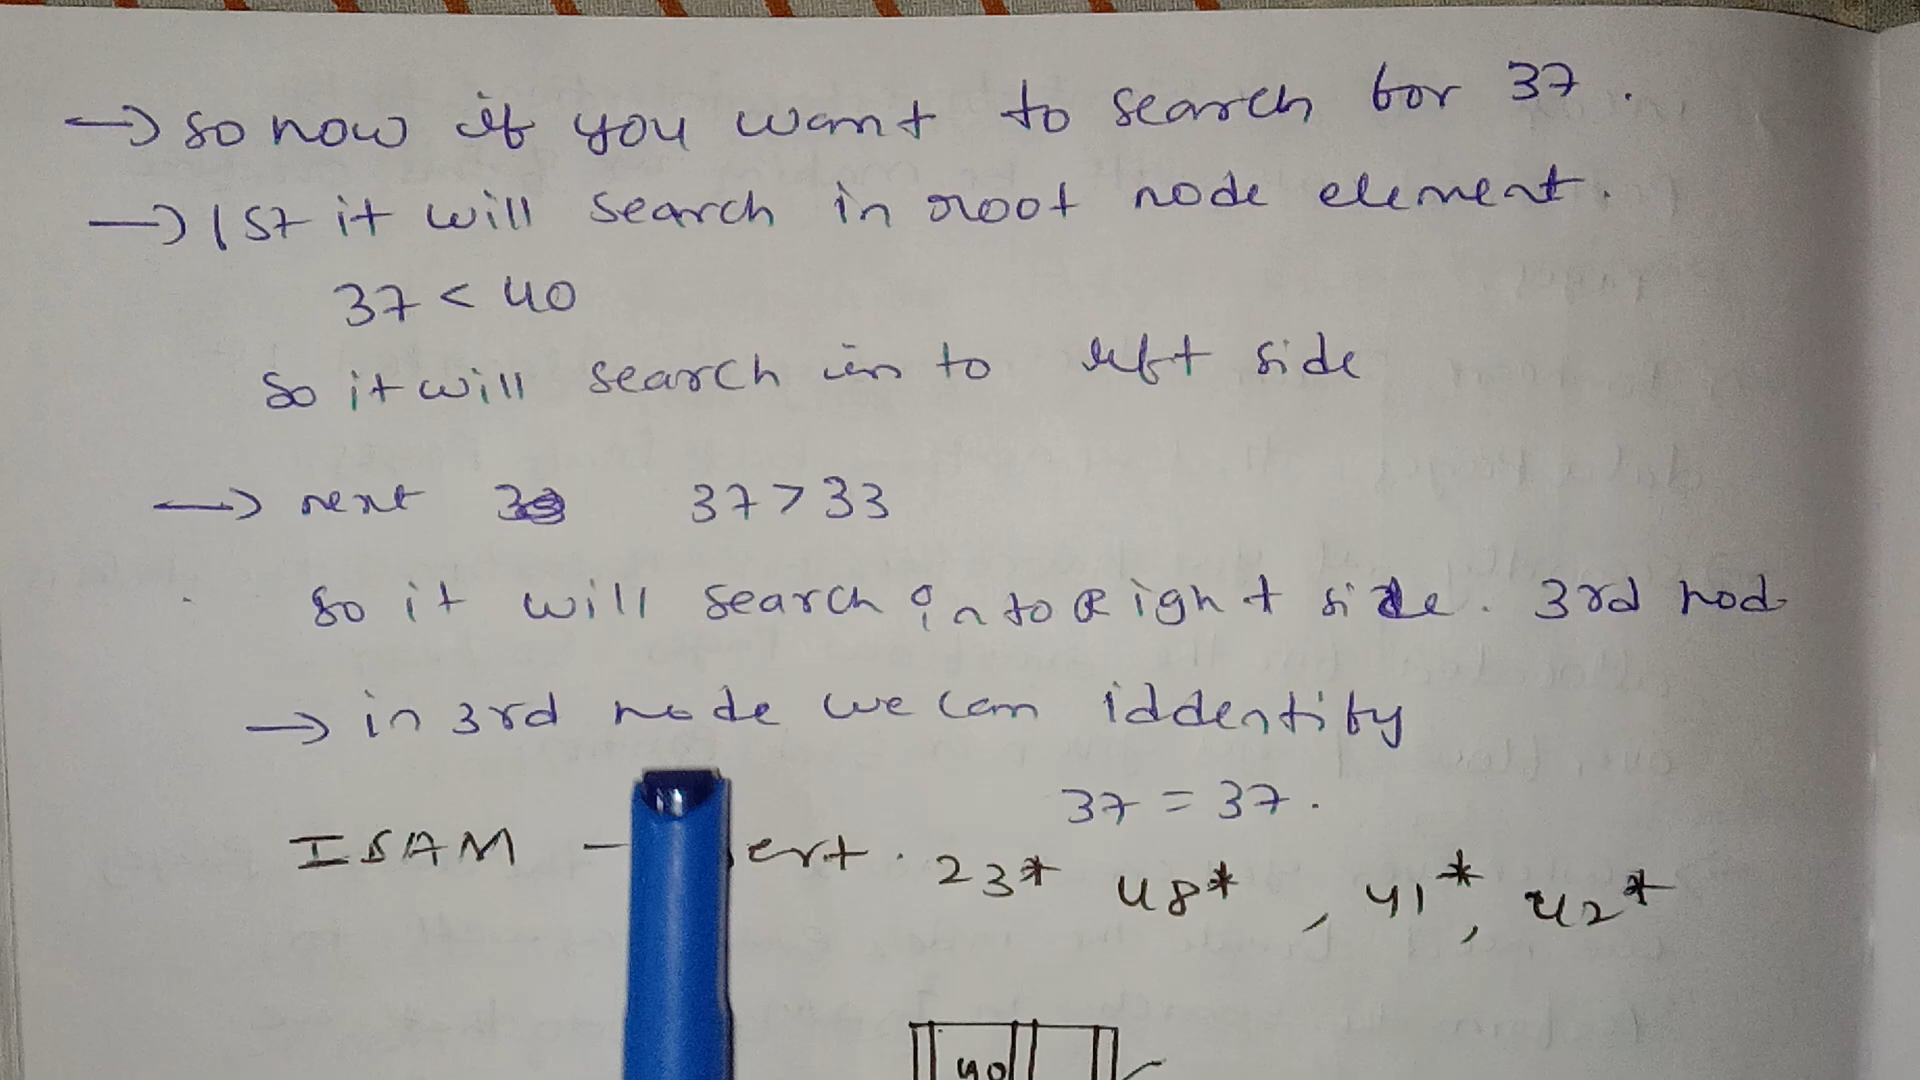 → so now if you want to search for 37.
→ 1st it will search in root node element.
37 < 40
So it will search in to left side
→ next 37 > 33
So it will search into Right side. 3rd nod
→ in 3rd node we can iddentify
37 = 37.
ISAM - ert. 23* 48*, 41*, 42*
40